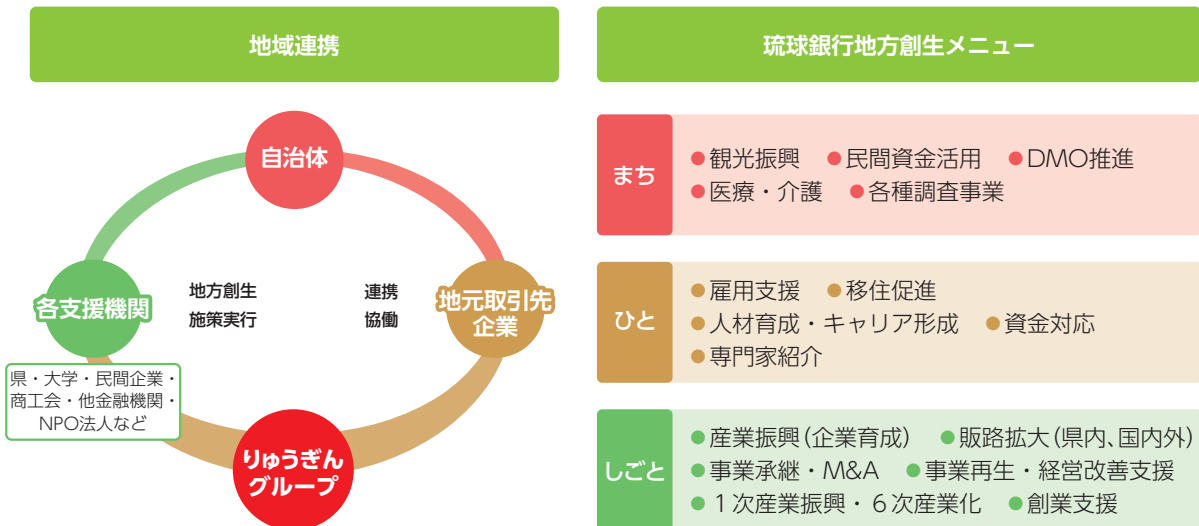 地域連携
自治体
各支援機関
地方創生
施策実行
連携
協働
地元取引先
企業
県・大学・民間企業・
商工会・他金融機関・
NPO法人など
りゅうぎん
グループ
琉球銀行地方創生メニュー
まち
●観光振興 ●民間資金活用 ●DMO推進
●医療・介護 ●各種調査事業
ひと
●雇用支援 ●移住促進
●人材育成・キャリア形成 ●資金対応
●専門家紹介
しごと
●産業振興(企業育成) ●販路拡大(県内、国内外)
●事業承継・M&A ●事業再生・経営改善支援
●1次産業振興・6次産業化 ●創業支援